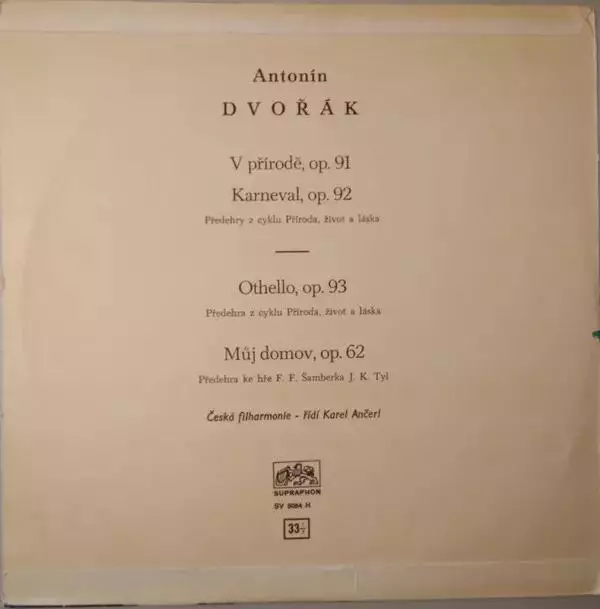 Antonín
DVOŘÁK
V přírodě, op. 91
Karneval, op. 92
Předehry z cyklu Příroda, život a láska
Othello, op. 93
Předehra z cyklu Příroda, život a láska
Můj domov, op. 62
Předehra ke hře F. F. Šamberka J. K. Tyl
Česká filharmonie - řídí Karel Ančerl
SUPRAPHON
SV 8084 H
33⅓